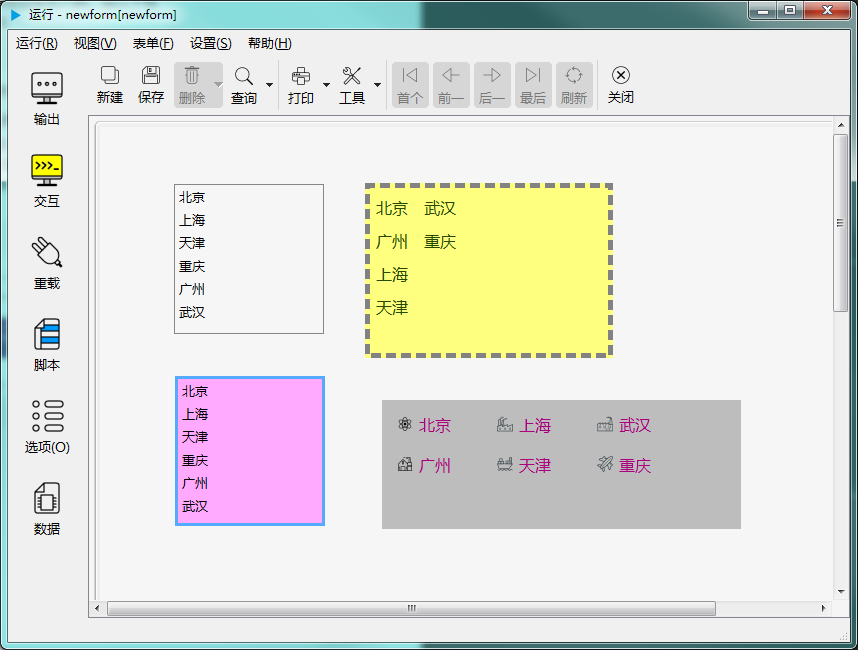 运行 - newform[newform]
运行(R) 视图(V) 表单(F) 设置(S) 帮助(H)
新建 保存 删除 查询 打印 工具 首个 前一 后一 最后 刷新 关闭
输出
交互
重载
脚本
选项(O)
数据
北京
上海
天津
重庆
广州
武汉
北京 武汉
广州 重庆
上海
天津
北京
上海
天津
重庆
广州
武汉
北京 上海 武汉
广州 天津 重庆